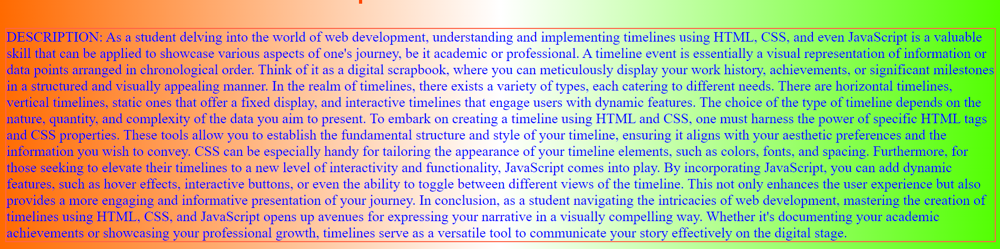 DESCRIPTION: As a student delving into the world of web development, understanding and implementing timelines using HTML, CSS, and even JavaScript is a valuable
skill that can be applied to showcase various aspects of one's journey, be it academic or professional. A timeline event is essentially a visual representation of information or
data points arranged in chronological order. Think of it as a digital scrapbook, where you can meticulously display your work history, achievements, or significant milestones
in a structured and visually appealing manner. In the realm of timelines, there exists a variety of types, each catering to different needs. There are horizontal timelines,
vertical timelines, static ones that offer a fixed display, and interactive timelines that engage users with dynamic features. The choice of the type of timeline depends on the
nature, quantity, and complexity of the data you aim to present. To embark on creating a timeline using HTML and CSS, one must harness the power of specific HTML tags
and CSS properties. These tools allow you to establish the fundamental structure and style of your timeline, ensuring it aligns with your aesthetic preferences and the
information you wish to convey. CSS can be especially handy for tailoring the appearance of your timeline elements, such as colors, fonts, and spacing. Furthermore, for
those seeking to elevate their timelines to a new level of interactivity and functionality, JavaScript comes into play. By incorporating JavaScript, you can add dynamic
features, such as hover effects, interactive buttons, or even the ability to toggle between different views of the timeline. This not only enhances the user experience but also
provides a more engaging and informative presentation of your journey. In conclusion, as a student navigating the intricacies of web development, mastering the creation of
timelines using HTML, CSS, and JavaScript opens up avenues for expressing your narrative in a visually compelling way. Whether it's documenting your academic
achievements or showcasing your professional growth, timelines serve as a versatile tool to communicate your story effectively on the digital stage.